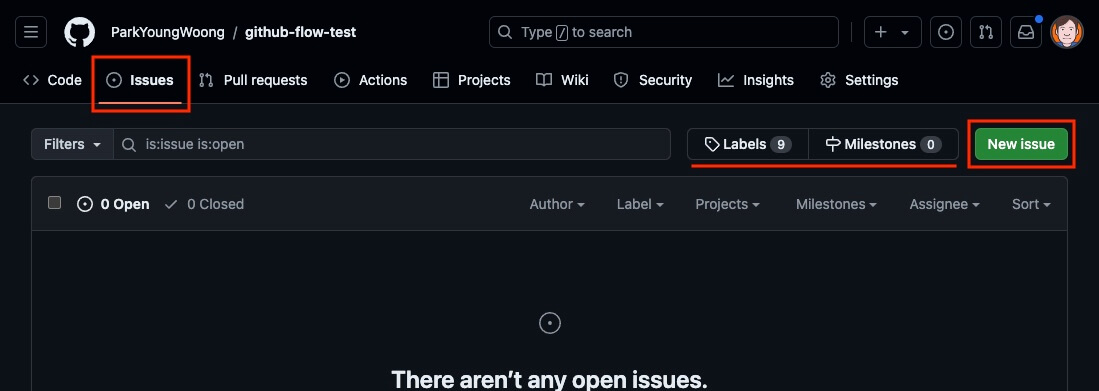 ParkYoungWoong / github-flow-test Type / to search
Code Issues Pull requests Actions Projects Wiki Security Insights Settings
Filters is:issue is:open Labels 9 Milestones 0 New issue
0 Open 0 Closed Author Label Projects Milestones Assignee Sort
There aren’t any open issues.